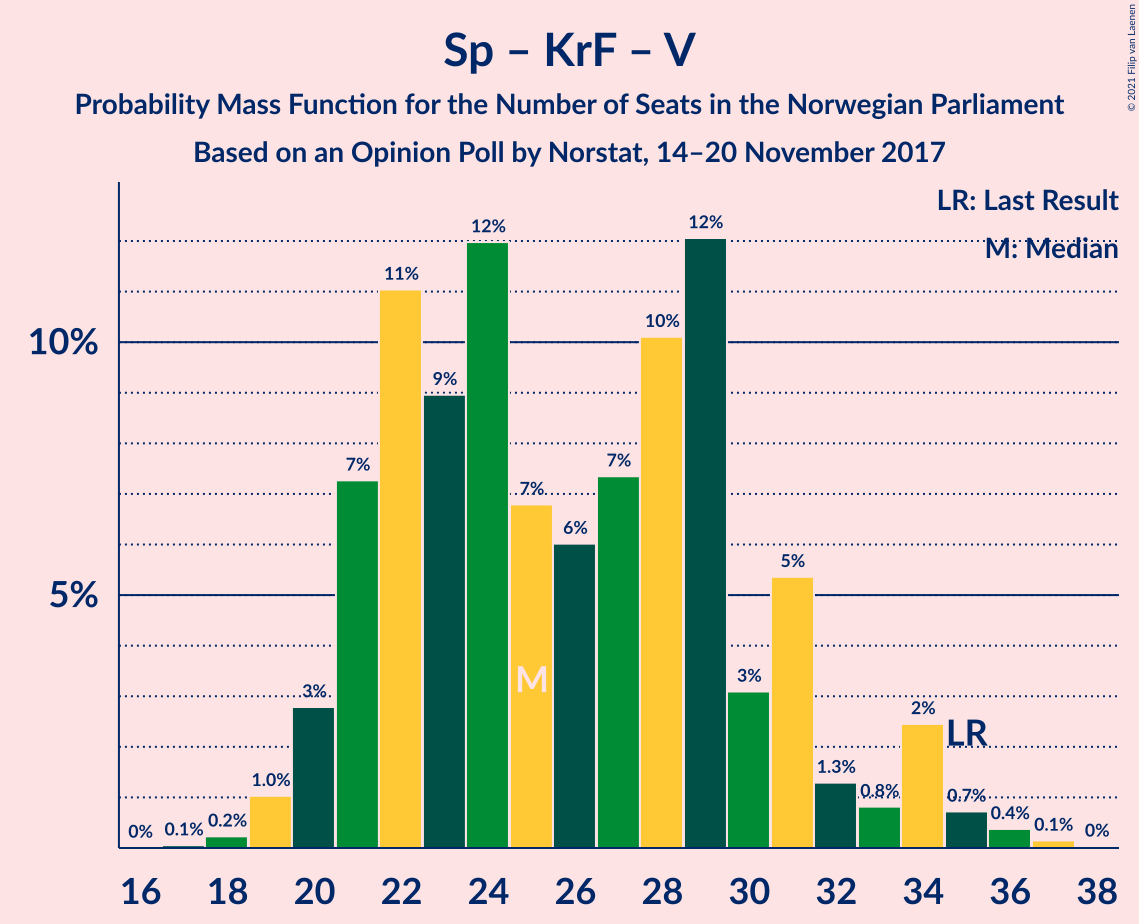 Sp – KrF – V
Probability Mass Function for the Number of Seats in the Norwegian Parliament
Based on an Opinion Poll by Norstat, 14–20 November 2017
© 2021 Filip van Laenen
LR: Last Result
M: Median
10%
5%
0%
0.1%
0.2%
1.0%
3%
7%
11%
9%
12%
7%
6%
7%
10%
12%
3%
5%
1.3%
0.8%
2%
0.7%
0.4%
0.1%
0%
M
LR
16 18 20 22 24 26 28 30 32 34 36 38